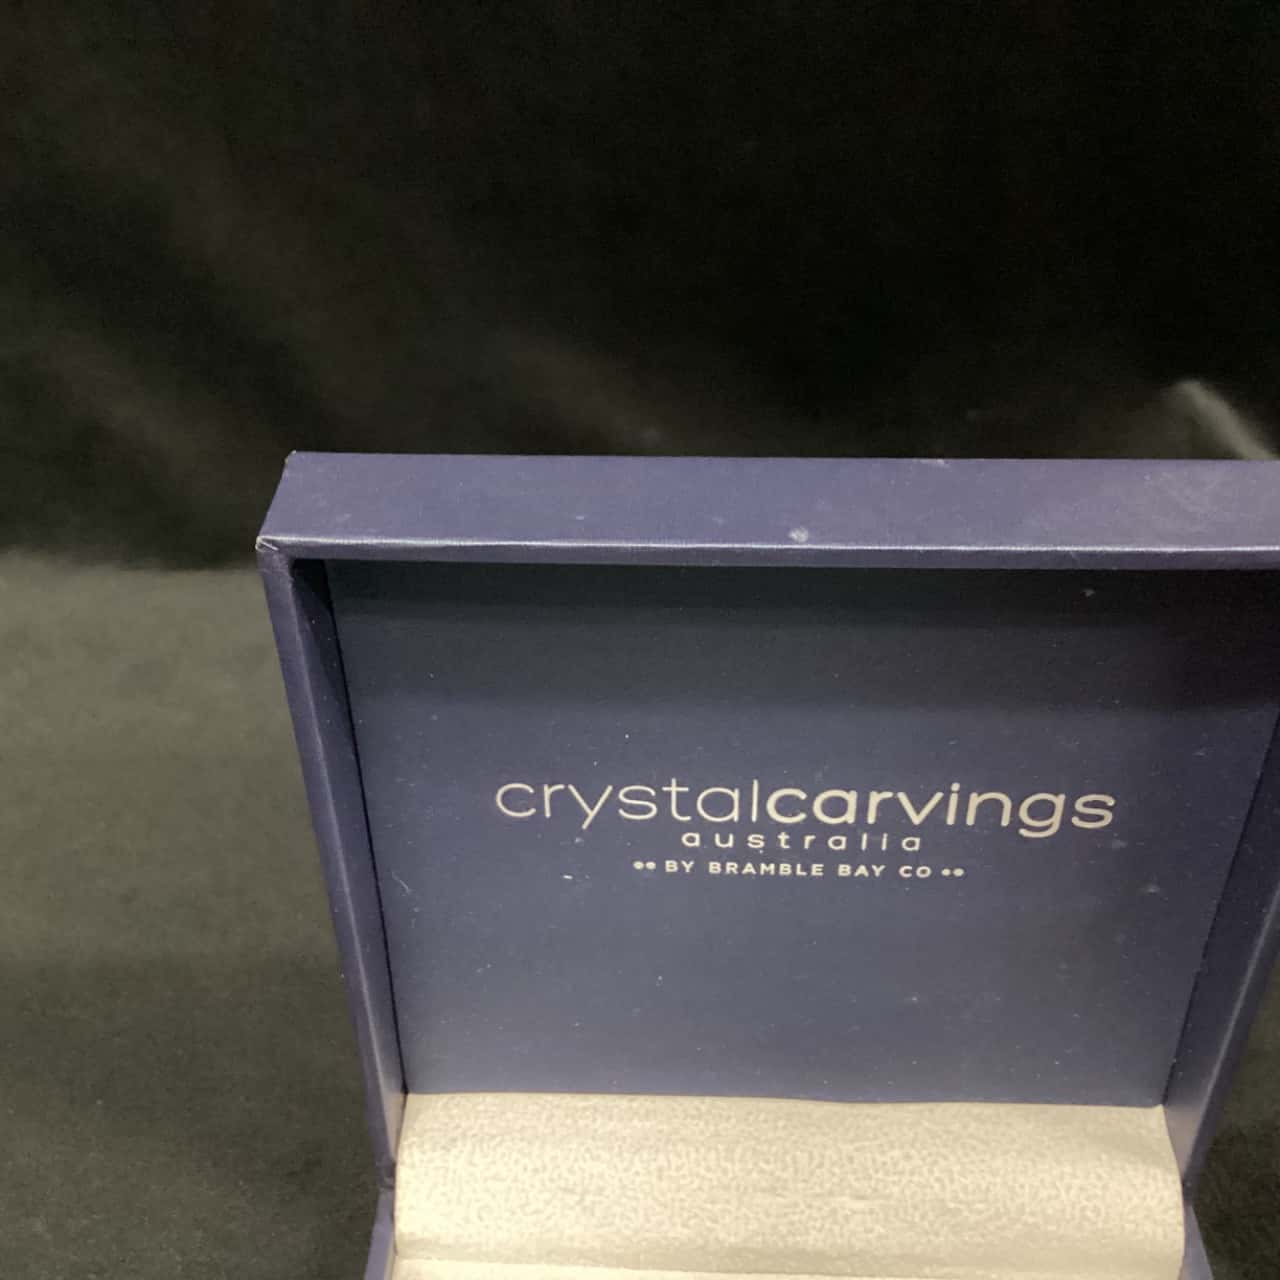 crystalcarvings
australia
•• BY BRAMBLE BAY CO ••